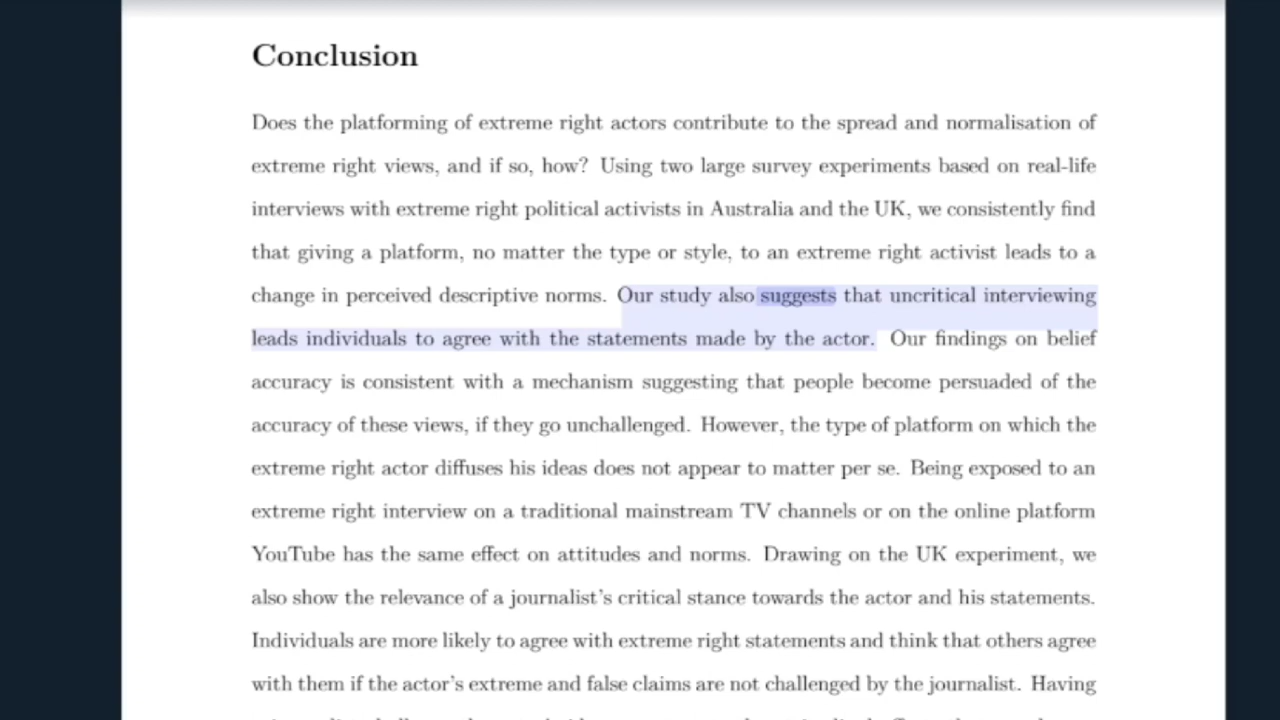 Conclusion
Does the platforming of extreme right actors contribute to the spread and normalisation of
extreme right views, and if so, how? Using two large survey experiments based on real-life
interviews with extreme right political activists in Australia and the UK, we consistently find
that giving a platform, no matter the type or style, to an extreme right activist leads to a
change in perceived descriptive norms. Our study also suggests that uncritical interviewing
leads individuals to agree with the statements made by the actor. Our findings on belief
accuracy is consistent with a mechanism suggesting that people become persuaded of the
accuracy of these views, if they go unchallenged. However, the type of platform on which the
extreme right actor diffuses his ideas does not appear to matter per se. Being exposed to an
extreme right interview on a traditional mainstream TV channels or on the online platform
YouTube has the same effect on attitudes and norms. Drawing on the UK experiment, we
also show the relevance of a journalist's critical stance towards the actor and his statements.
Individuals are more likely to agree with extreme right statements and think that others agree
with them if the actor's extreme and false claims are not challenged by the journalist. Having